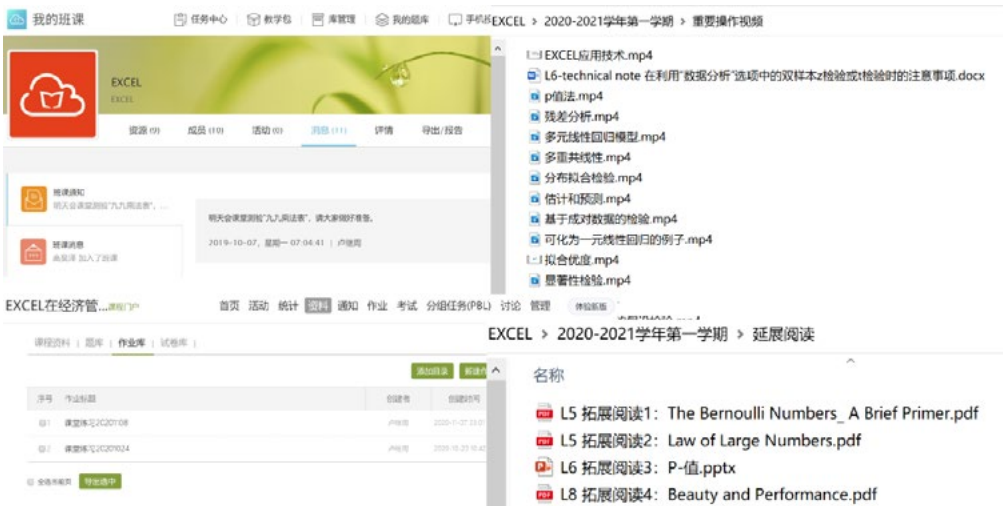 我的班课
任务中心 教学包 库管理 我的题库
EXCEL
EXCEL
资源 (9) 成员 (10) 活动 (0) 消息 (11) 详情 导出/报告
班课通知
明天会课堂测验"九九乘法表"，...
班课消息
加入了班课
明天会课堂测验"九九乘法表"，请大家做好准备。
2019-10-07，星期一 07:04:41
EXCEL > 2020-2021学年第一学期 > 重要操作视频
EXCEL应用技术.mp4
L6-technical note 在利用"数据分析"选项中的双样本z检验或t检验时的注意事项.docx
p值法.mp4
残差分析.mp4
多元线性回归模型.mp4
多重共线性.mp4
分布拟合检验.mp4
估计和预测.mp4
基于成对数据的检验.mp4
可化为一元线性回归的例子.mp4
拟合优度.mp4
显著性检验.mp4
EXCEL在经济管...课程门户
首页 活动 统计 资料 通知 作业 考试 分组任务(PBL) 讨论 管理 体验新版
课程资料 | 题库 | 作业库 | 试卷库 |
添加目录
序号 作业标题 创建者 创建时间
课堂练习20201108
课堂练习20201024
全选当前页 导出选中
EXCEL > 2020-2021学年第一学期 > 延展阅读
名称
L5 拓展阅读1：The Bernoulli Numbers_ A Brief Primer.pdf
L5 拓展阅读2：Law of Large Numbers.pdf
L6 拓展阅读3：P-值.pptx
L8 拓展阅读4：Beauty and Performance.pdf